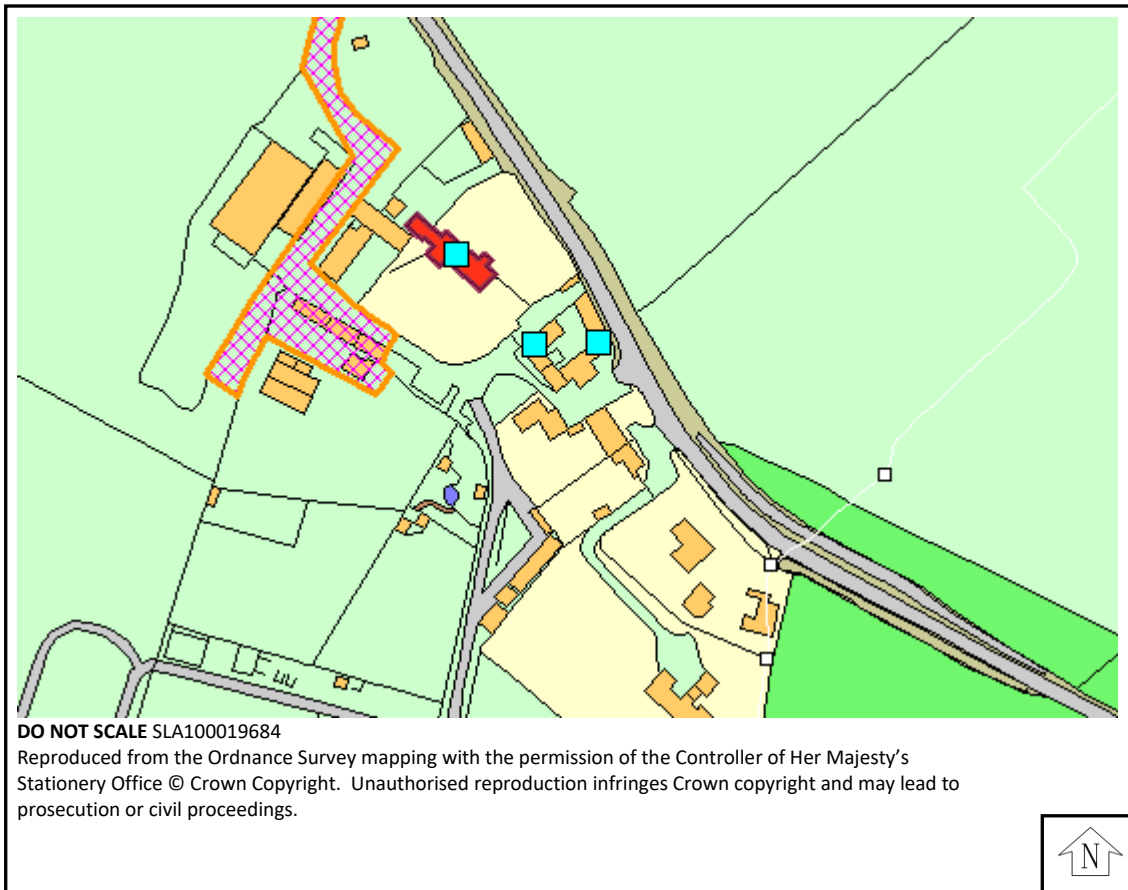 DO NOT SCALE SLA100019684
Reproduced from the Ordnance Survey mapping with the permission of the Controller of Her Majesty’s
Stationery Office © Crown Copyright.  Unauthorised reproduction infringes Crown copyright and may lead to
prosecution or civil proceedings.
N